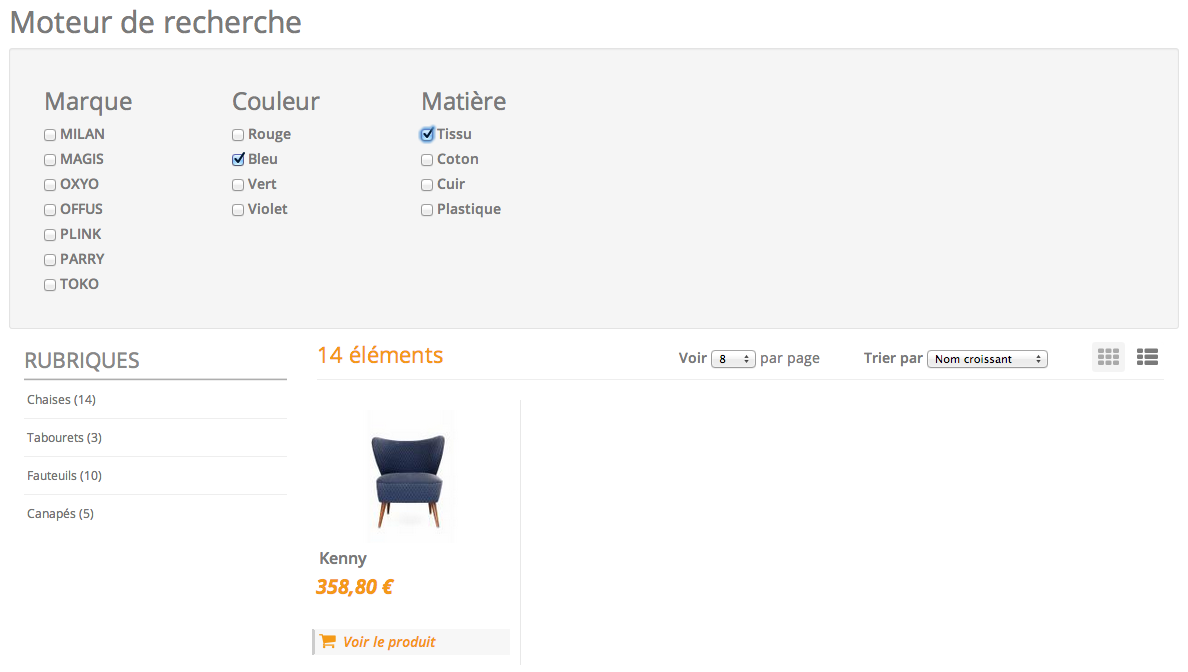 Moteur de recherche
Marque
MILAN
MAGIS
OXYO
OFFUS
PLINK
PARRY
TOKO
Couleur
Rouge
Bleu
Vert
Violet
Matière
Tissu
Coton
Cuir
Plastique
RUBRIQUES
Chaises (14)
Tabourets (3)
Fauteuils (10)
Canapés (5)
14 éléments
Voir 8 par page
Trier par Nom croissant
Kenny
358,80 €
Voir le produit